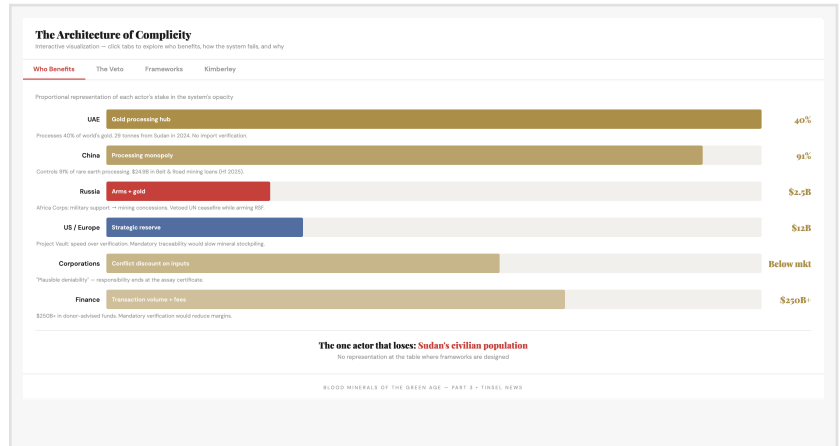 The Architecture of Complicity
Interactive visualization — click tabs to explore who benefits, how the system fails, and why
Who Benefits The Veto Frameworks Kimberley
Proportional representation of each actor's stake in the system's opacity
UAE Gold processing hub 40%
Processes 40% of world's gold. 29 tonnes from Sudan in 2024. No import verification.
China Processing monopoly 91%
Controls 91% of rare earth processing. $24.9B in Belt & Road mining loans (H1 2025).
Russia Arms + gold $2.5B
Africa Corps: military support → mining concessions. Vetoed UN ceasefire while arming RSF.
US / Europe Strategic reserve $12B
Project Vault: speed over verification. Mandatory traceability would slow mineral stockpiling.
Corporations Conflict discount on inputs Below mkt
"Plausible deniability" — responsibility ends at the assay certificate.
Finance Transaction volume + fees $250B+
$250B+ in donor-advised funds. Mandatory verification would reduce margins.
The one actor that loses: Sudan's civilian population
No representation at the table where frameworks are designed
BLOOD MINERALS OF THE GREEN AGE — PART 3 • TINSEL NEWS